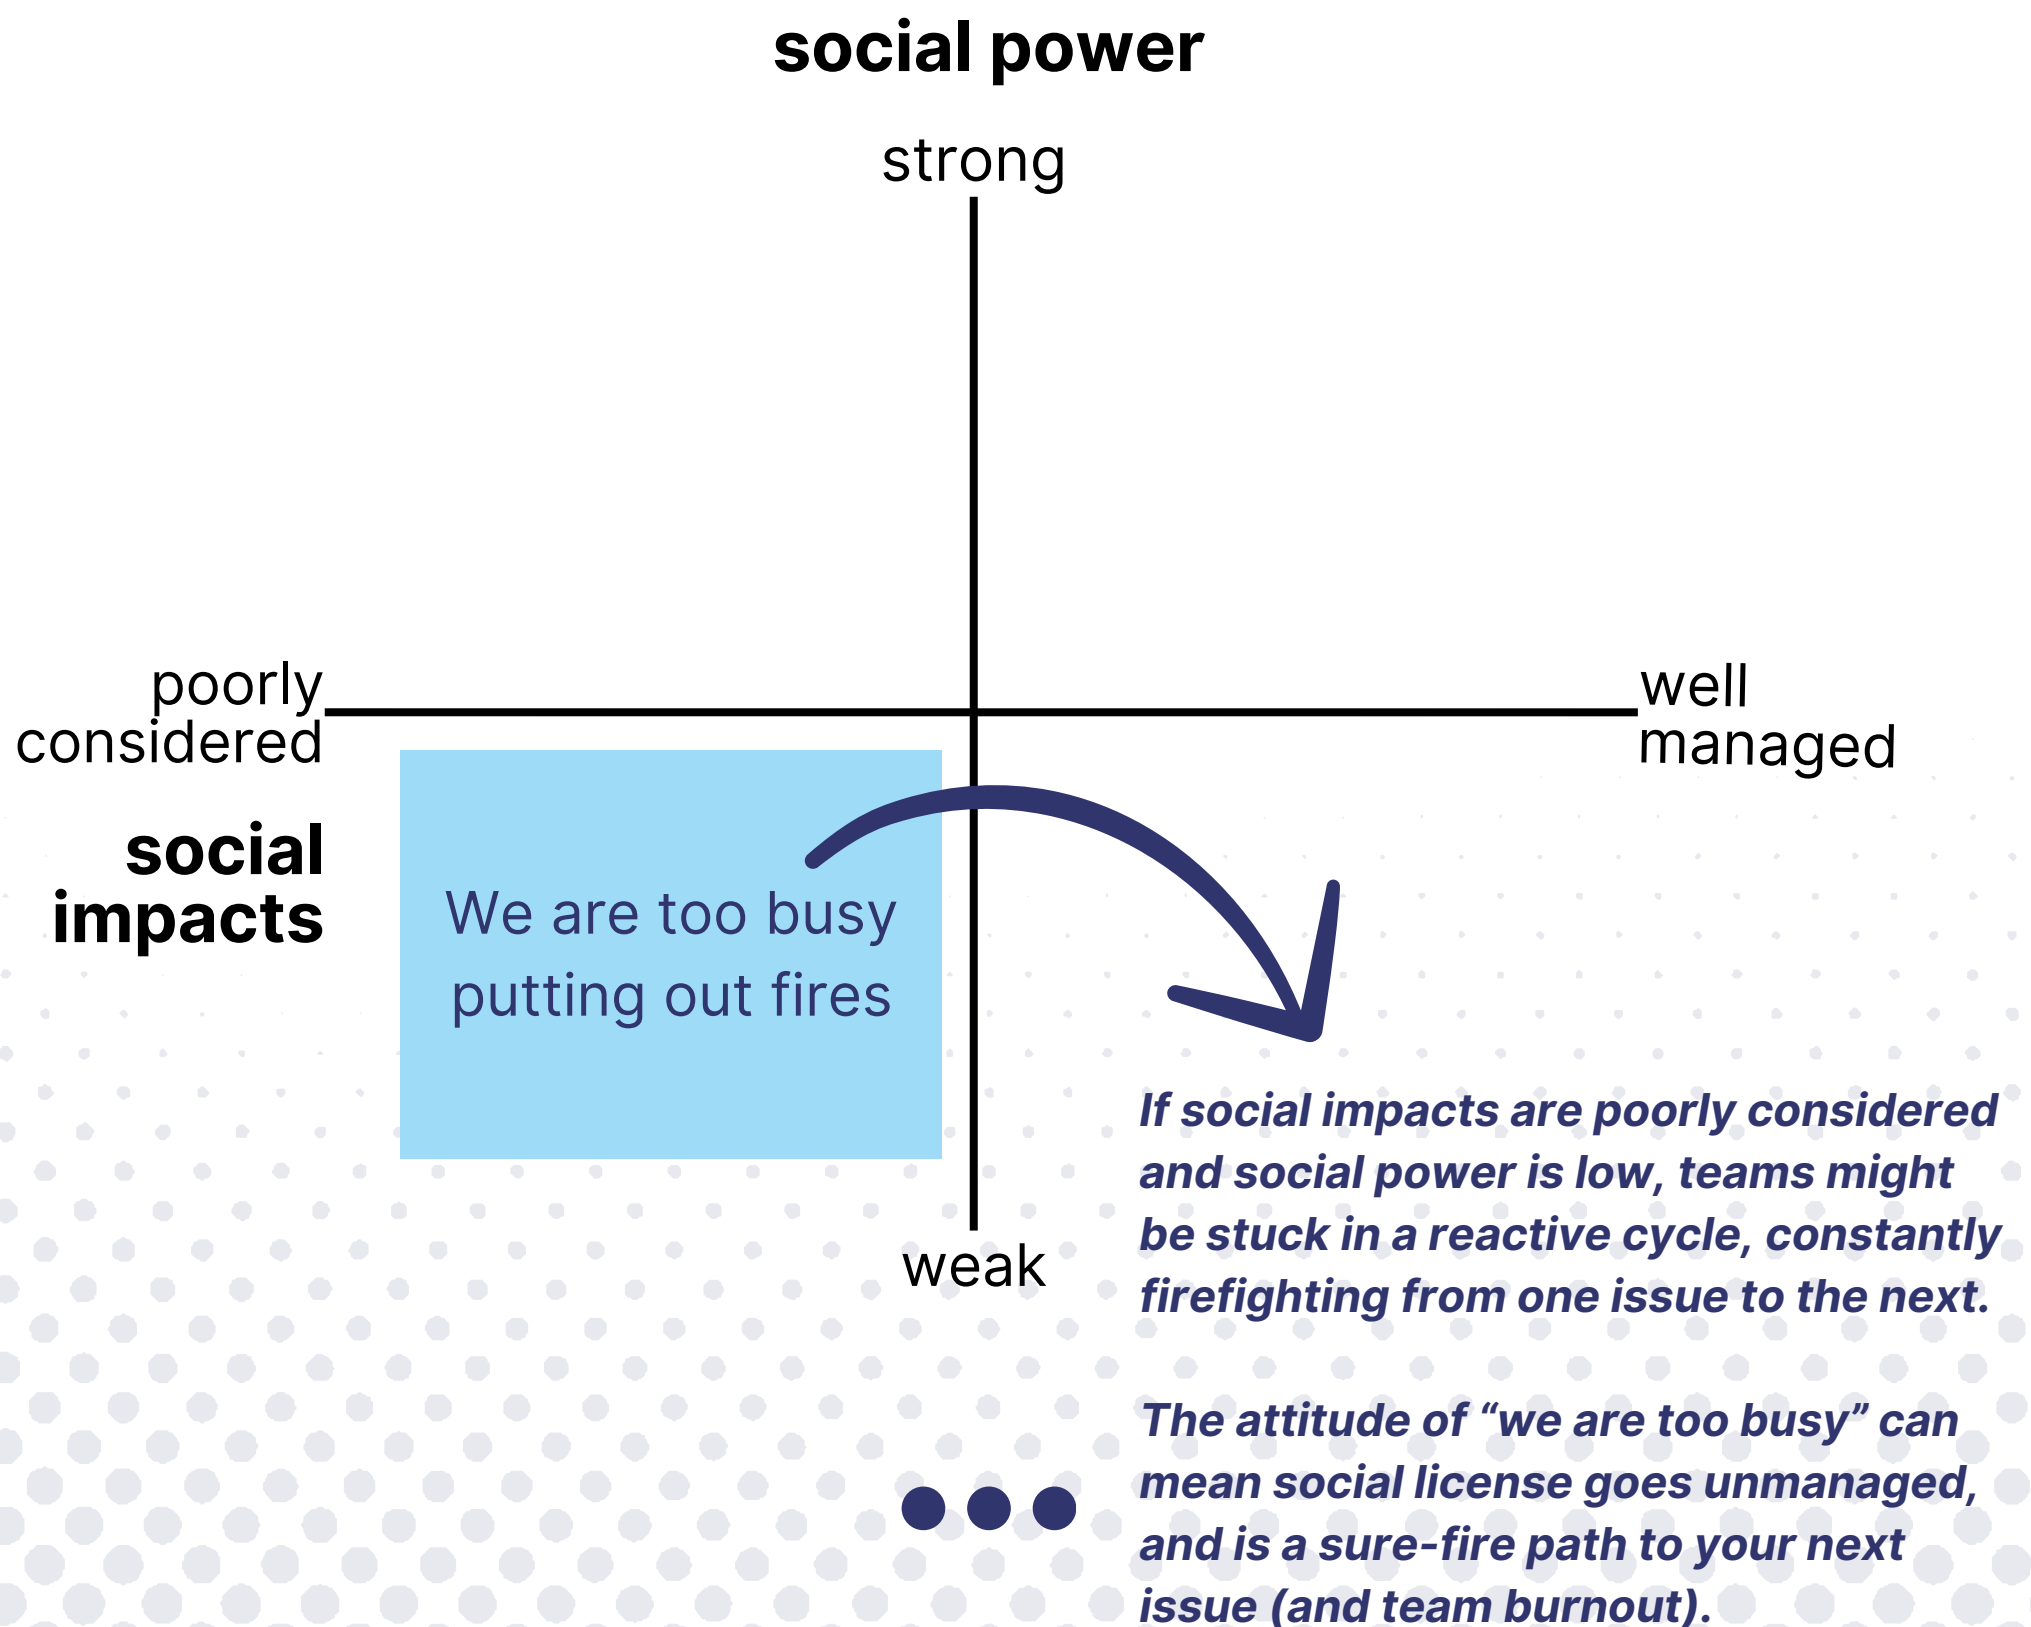 social power
strong
poorly
considered
well
managed
social
impacts
We are too busy
putting out fires
weak
If social impacts are poorly considered
and social power is low, teams might
be stuck in a reactive cycle, constantly
firefighting from one issue to the next.
The attitude of “we are too busy” can
mean social license goes unmanaged,
and is a sure-fire path to your next
issue (and team burnout).